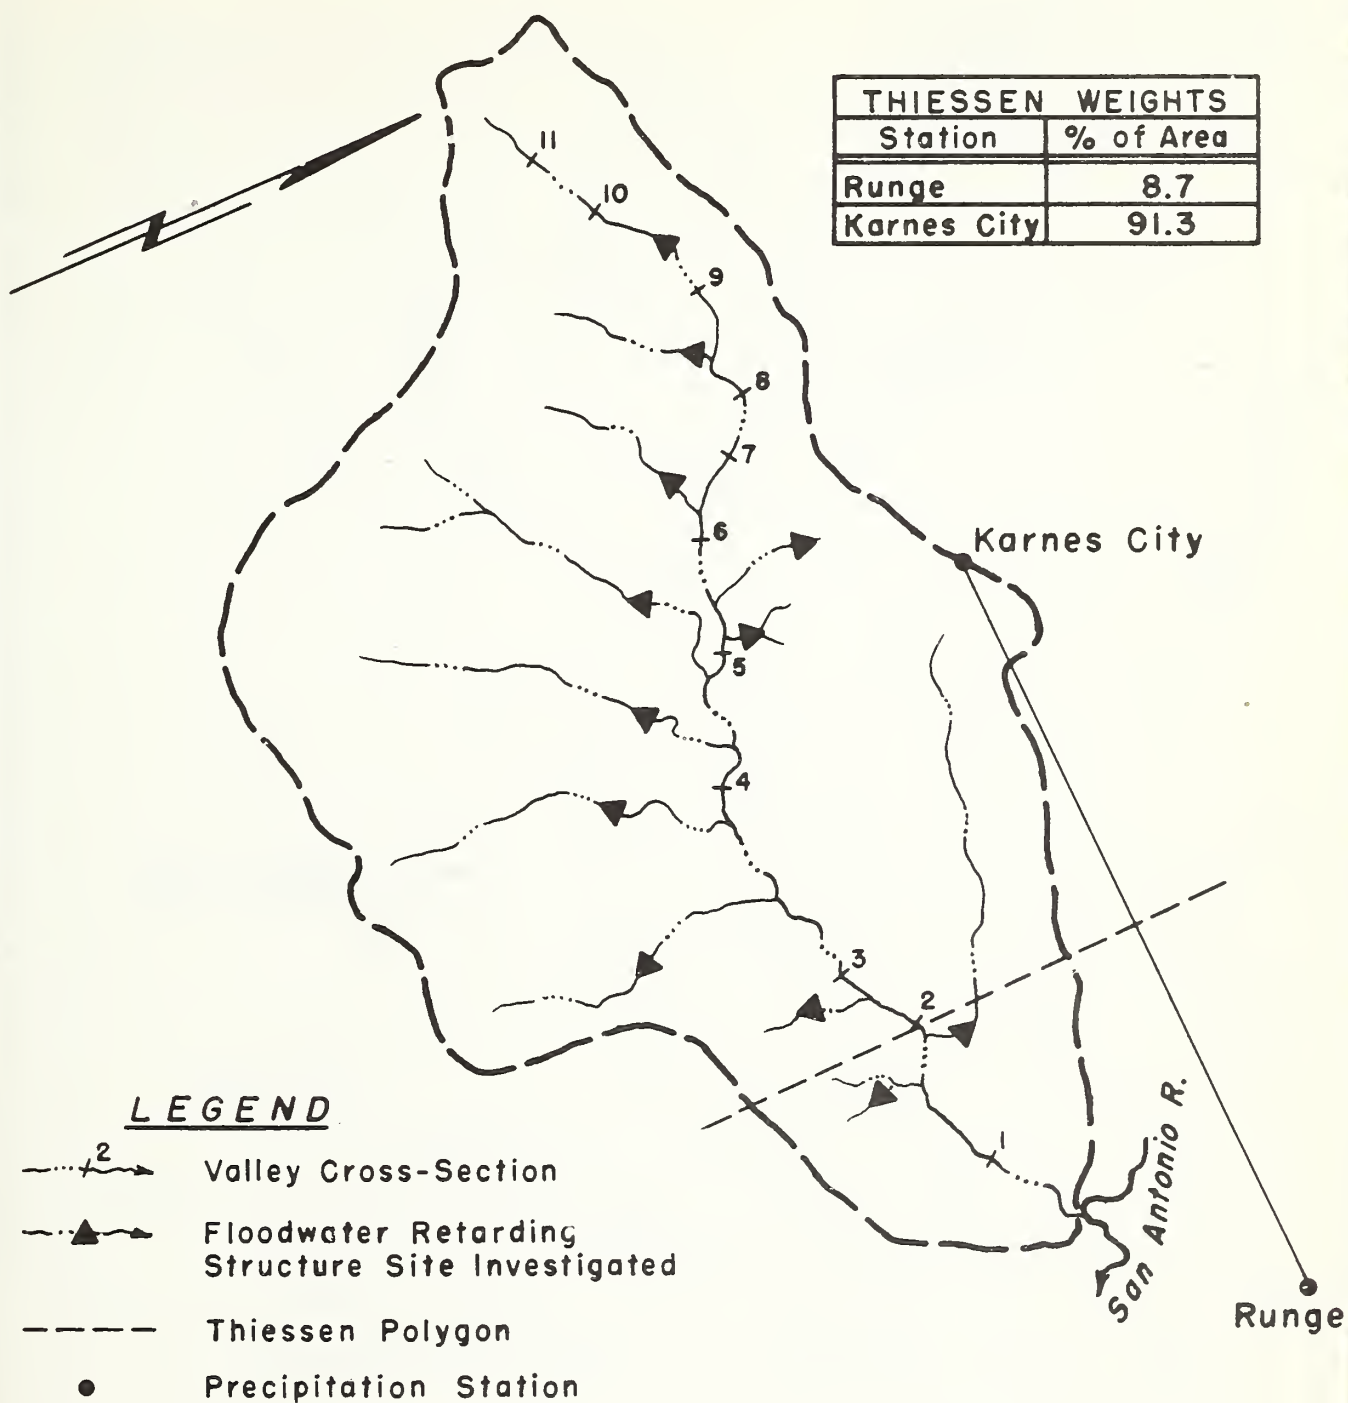 THIESSEN WEIGHTS
Station % of Area
Runge 8.7
Karnes City 91.3
11
10
9
8
7
6
Karnes City
5
4
3
2
1
San Antonio R.
Runge
LEGEND
2
Valley Cross-Section
Floodwater Retarding
Structure Site Investigated
Thiessen Polygon
Precipitation Station